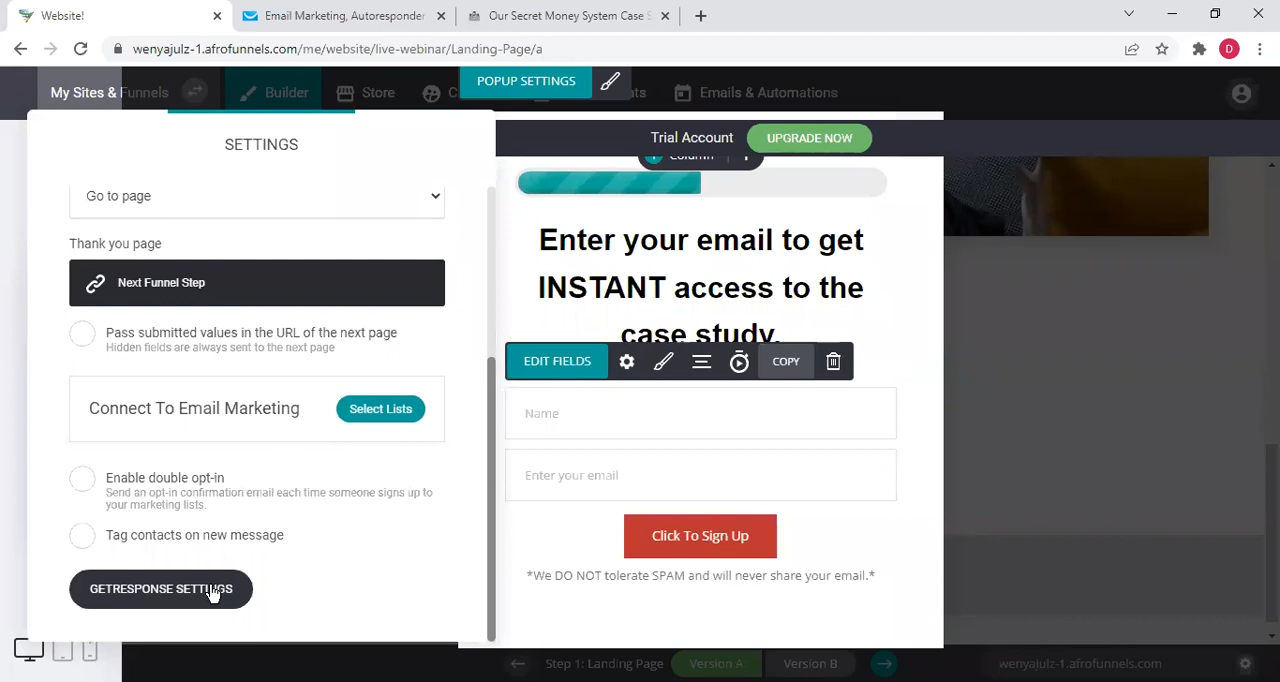 Website!
Email Marketing, Autoresponder
Our Secret Money System Case S
wenyajulz-1.afrofunnels.com/me/website/live-webinar/Landing-Page/a
D
My Sites & Funnels
Builder
Store
POPUP SETTINGS
Emails & Automations
Trial Account
UPGRADE NOW
Column
SETTINGS
Go to page
Thank you page
Next Funnel Step
Pass submitted values in the URL of the next page
Hidden fields are always sent to the next page
Connect To Email Marketing
Select Lists
Enable double opt-in
Send an opt-in confirmation email each time someone signs up to
your marketing lists.
Tag contacts on new message
GETRESPONSE SETTINGS
Enter your email to get
INSTANT access to the
case study.
EDIT FIELDS
COPY
Name
Enter your email
Click To Sign Up
*We DO NOT tolerate SPAM and will never share your email.*
Step 1: Landing Page
Version A
Version B
wenyajulz-1.afrofunnels.com